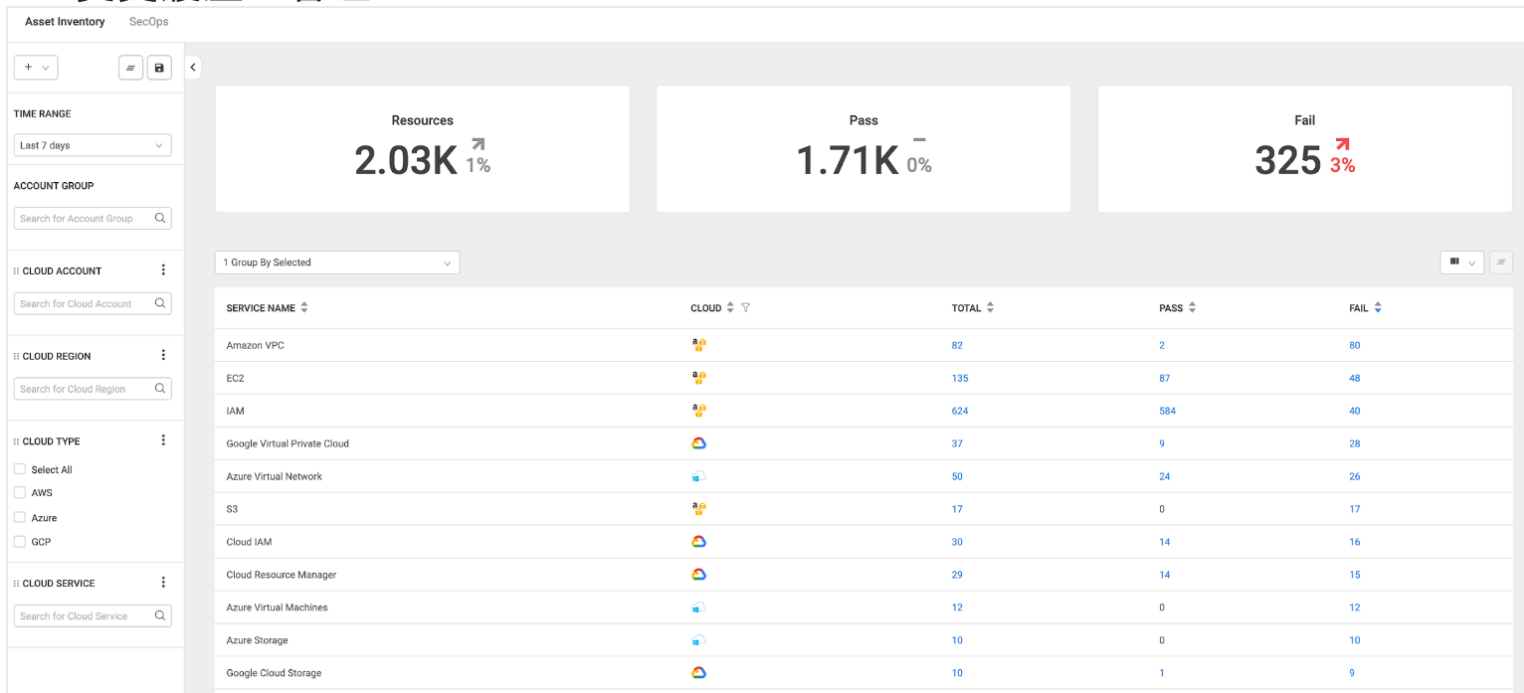 Asset Inventory SecOps
TIME RANGE
Last 7 days
ACCOUNT GROUP
Search for Account Group
CLOUD ACCOUNT
Search for Cloud Account
CLOUD REGION
Search for Cloud Region
CLOUD TYPE
Select All
AWS
Azure
GCP
CLOUD SERVICE
Search for Cloud Service
Resources
2.03K 1%
Pass
1.71K 0%
Fail
325 3%
1 Group By Selected
SERVICE NAME CLOUD TOTAL PASS FAIL
Amazon VPC 82 2 80
EC2 135 87 48
IAM 624 584 40
Google Virtual Private Cloud 37 9 28
Azure Virtual Network 50 24 26
S3 17 0 17
Cloud IAM 30 14 16
Cloud Resource Manager 29 14 15
Azure Virtual Machines 12 0 12
Azure Storage 10 0 10
Google Cloud Storage 10 1 9